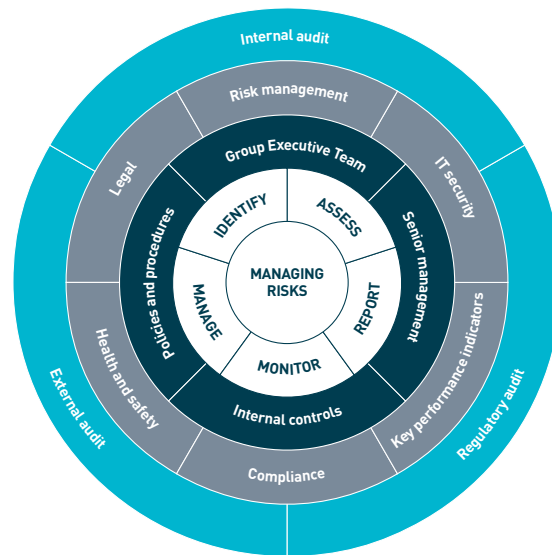 Internal audit
Risk management
Group Executive Team
Legal
IT security
IDENTIFY
ASSESS
Policies and procedures
Senior management
MANAGING
RISKS
MANAGE
REPORT
MONITOR
Internal controls
Health and safety
Key performance indicators
External audit
Regulatory audit
Compliance